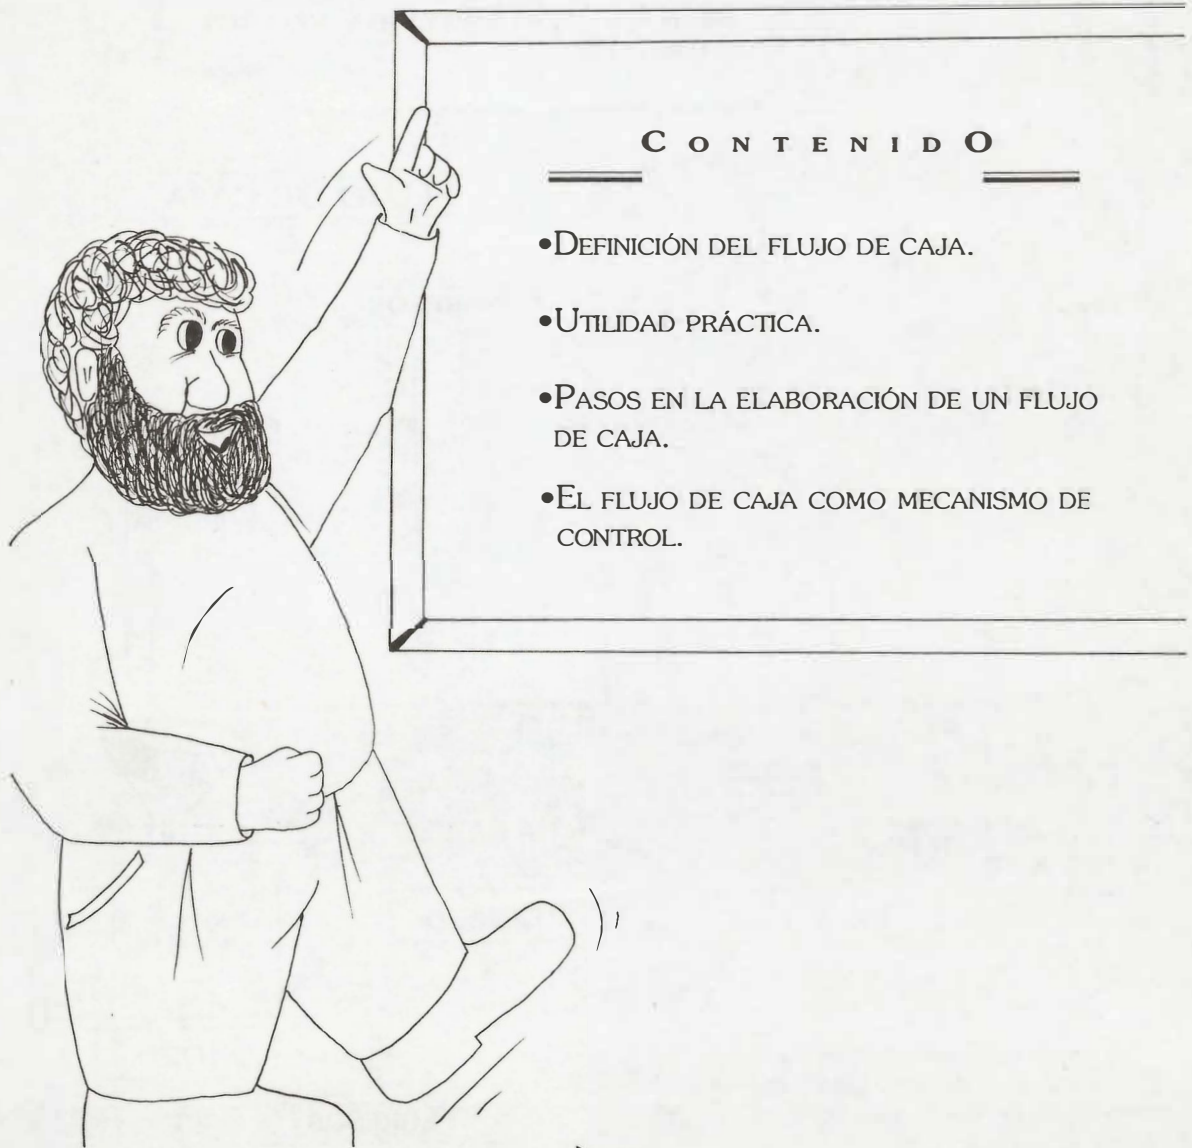 CONTENIDO
•DEFINICIÓN DEL FLUJO DE CAJA.
•UTILIDAD PRÁCTICA.
•PASOS EN LA ELABORACIÓN DE UN FLUJO
DE CAJA.
•EL FLUJO DE CAJA COMO MECANISMO DE
CONTROL.